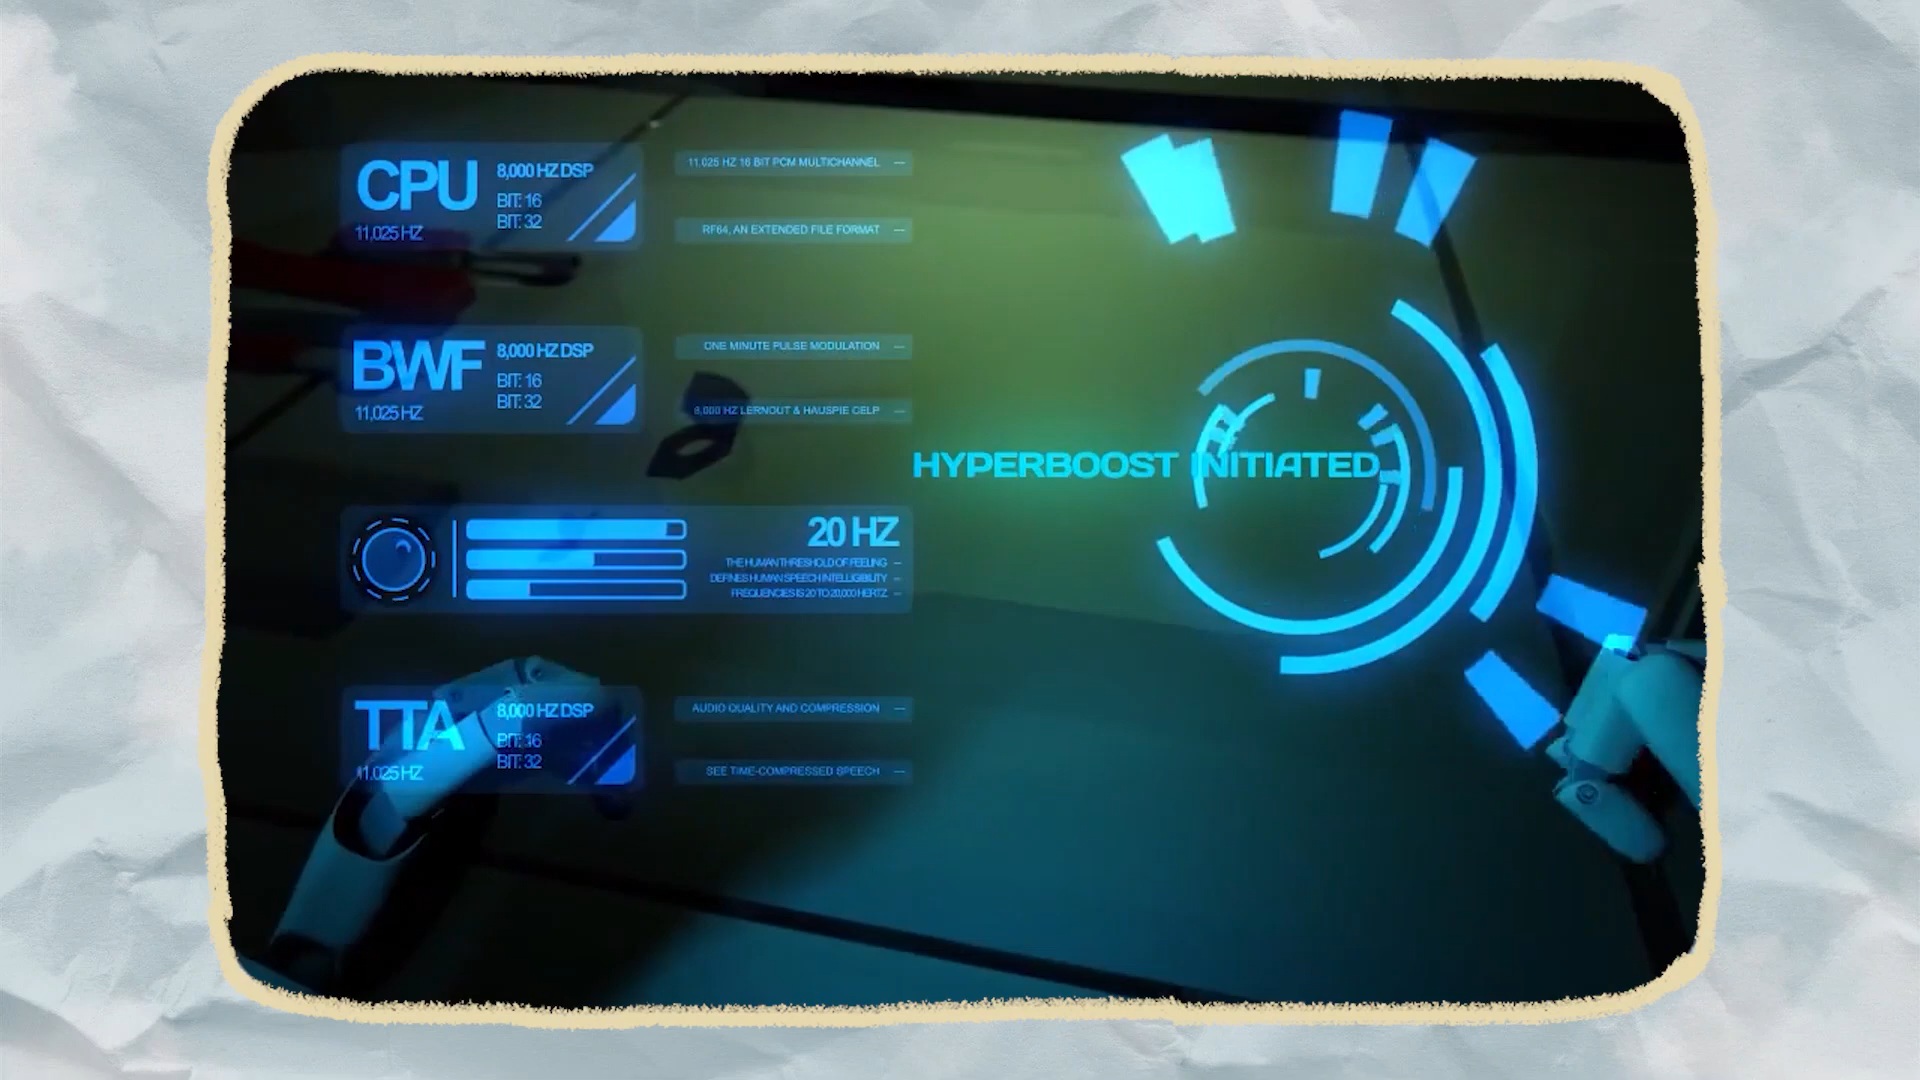 CPU
8,000 HZ DSP
BIT: 16
BIT: 32
11,025 HZ
11.025 HZ 16 BIT PCM MULTICHANNEL
RF64, AN EXTENDED FILE FORMAT
BWF
8,000 HZ DSP
BIT: 16
BIT: 32
11,025 HZ
ONE MINUTE PULSE MODULATION
8,000 HZ LERNOUT & HAUSPIE CELP
HYPERBOOST INITIATED
20 HZ
THE HUMAN THRESHOLD OF FEELING
DEFINES HUMAN SPEECH INTELLIGIBILITY
FREQUENCIES IS 20 TO 20,000 HERTZ
TTA
8,000 HZ DSP
BIT: 16
BIT: 32
11.025 HZ
AUDIO QUALITY AND COMPRESSION
SEE TIME-COMPRESSED SPEECH